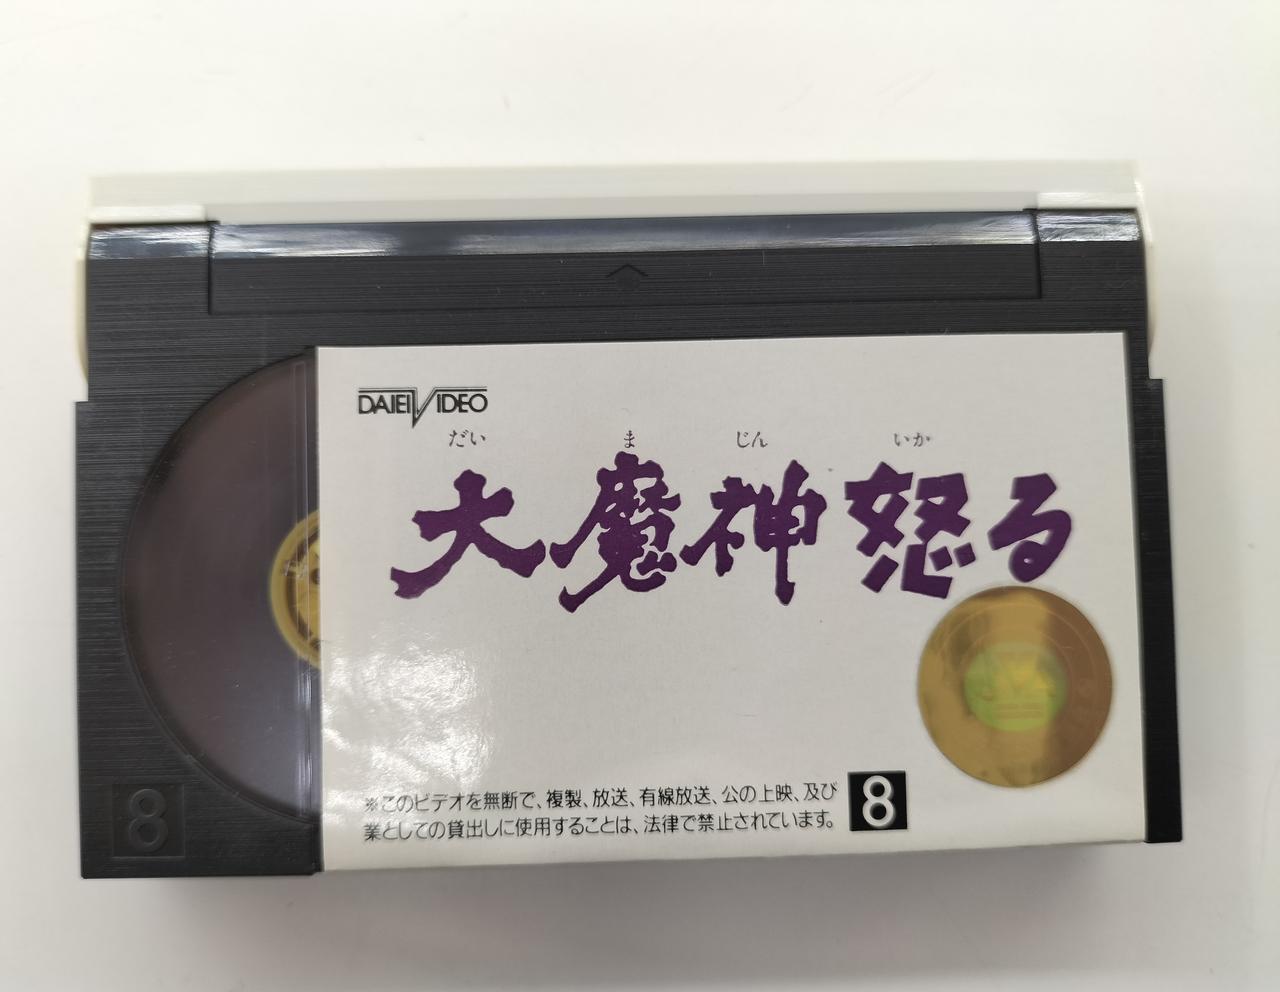 DAIEI VIDEO
だい ま じん いか
大魔神怒る
※このビデオを無断で、複製、放送、有線放送、公の上映、及び
業としての貸出しに使用することは、法律で禁止されています。
8
8